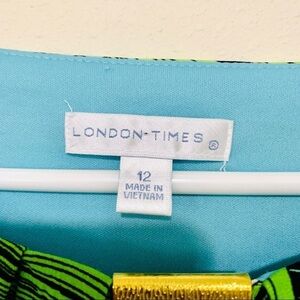 LONDON-TIMES ®
12
MADE IN
VIETNAM